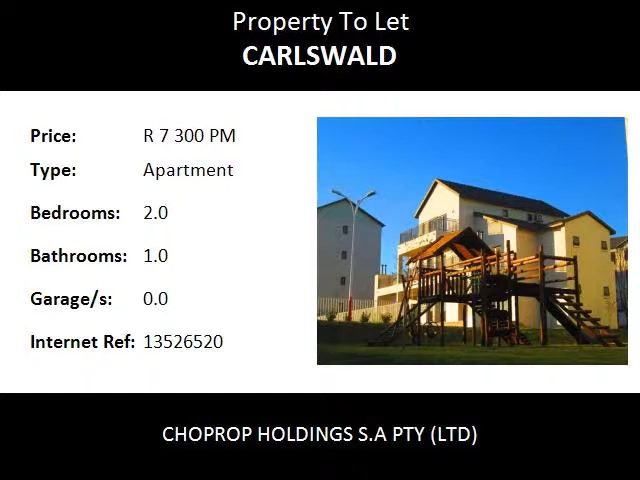 Property To Let
CARLSWALD
Price: R 7 300 PM
Type: Apartment
Bedrooms: 2.0
Bathrooms: 1.0
Garage/s: 0.0
Internet Ref: 13526520
CHOPROP HOLDINGS S.A PTY (LTD)